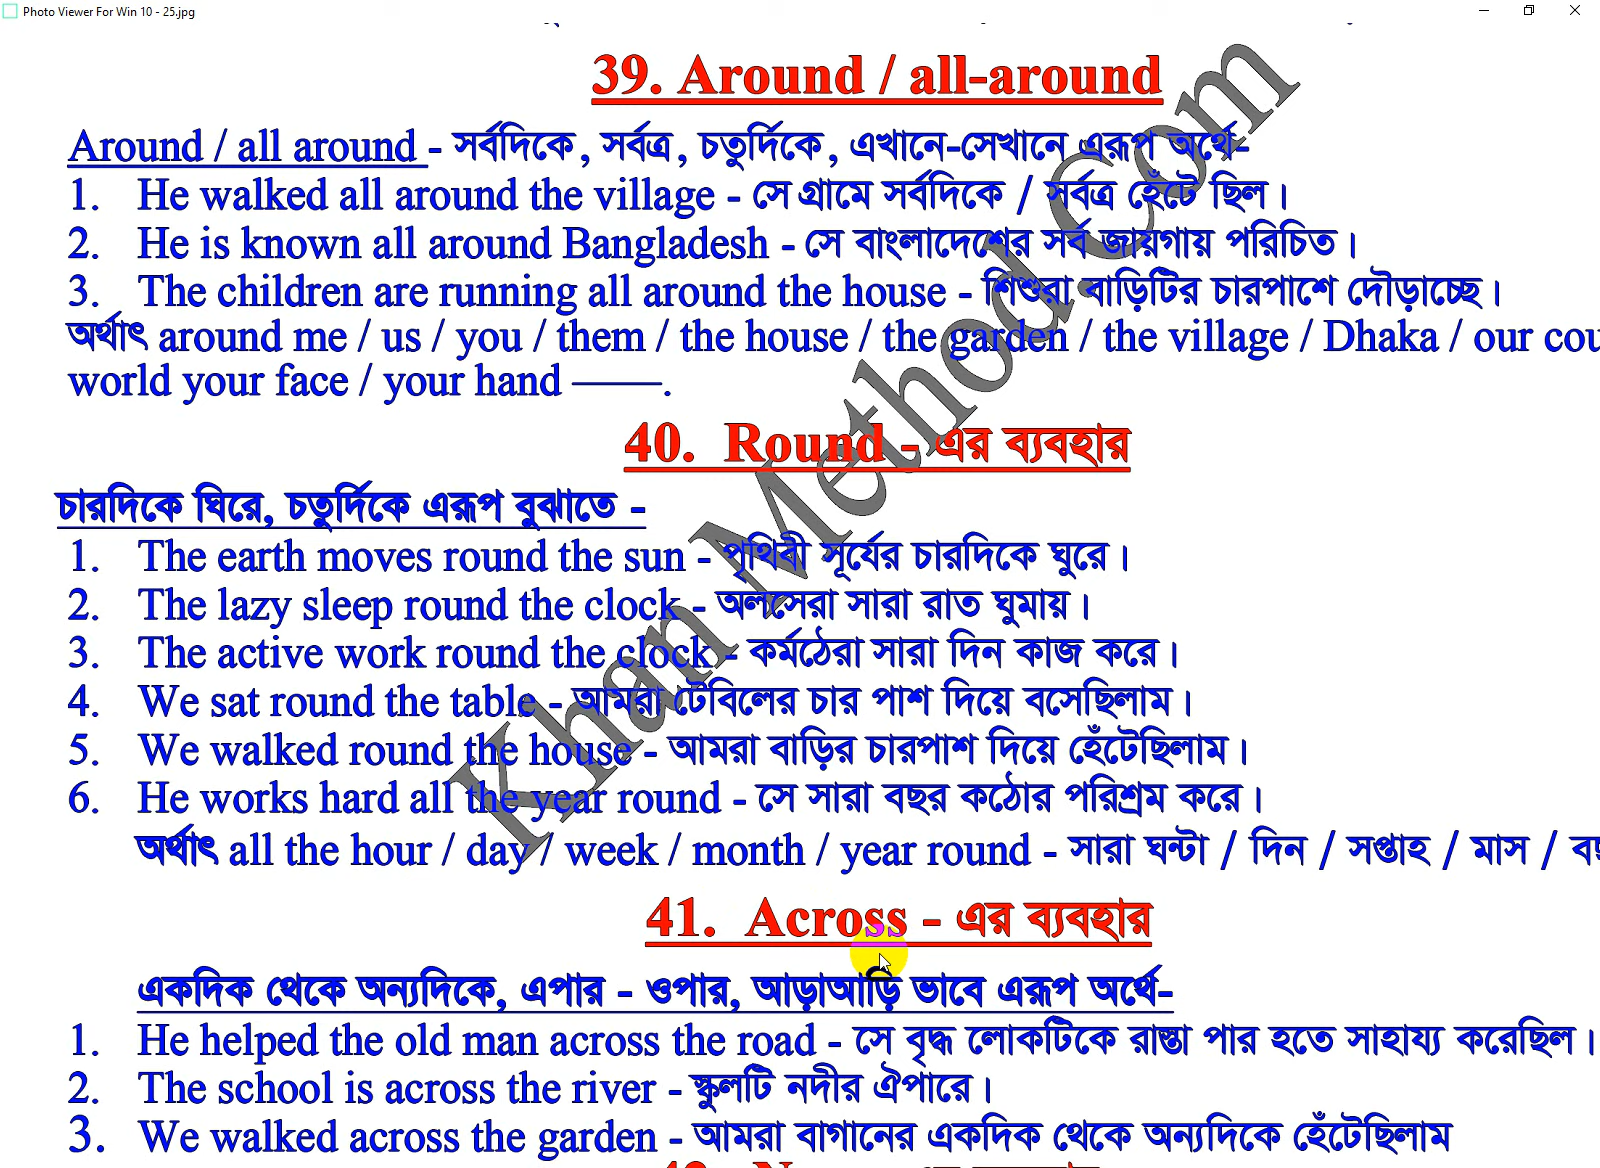 Photo Viewer For Win 10 - 25.jpg
39. Around / all-around
Around / all around - সর্বদিকে, সর্বত্র, চতুর্দিকে, এখানে-সেখানে এরূপ অর্থে-
1. He walked all around the village - সে গ্রামে সর্বদিকে / সর্বত্র হেঁটে ছিল।
2. He is known all around Bangladesh - সে বাংলাদেশের সর্ব জায়গায় পরিচিত।
3. The children are running all around the house - শিশুরা বাড়িটির চারপাশে দৌড়াচ্ছে।
অর্থাৎ around me / us / you / them / the house / the garden / the village / Dhaka / our
world your face / your hand ——.
40. Round - এর ব্যবহার
চারদিকে ঘিরে, চতুর্দিকে এরূপ বুঝাতে -
1. The earth moves round the sun - পৃথিবী সূর্যের চারদিকে ঘুরে।
2. The lazy sleep round the clock - অলসেরা সারা রাত ঘুমায়।
3. The active work round the clock - কর্মঠেরা সারা দিন কাজ করে।
4. We sat round the table - আমরা টেবিলের চার পাশ দিয়ে বসেছিলাম।
5. We walked round the house - আমরা বাড়ির চারপাশ দিয়ে হেঁটেছিলাম।
6. He works hard all the year round - সে সারা বছর কঠোর পরিশ্রম করে।
অর্থাৎ all the hour / day / week / month / year round - সারা ঘন্টা / দিন / সপ্তাহ / মাস /
41. Across - এর ব্যবহার
একদিক থেকে অন্যদিকে, এপার - ওপার, আড়াআড়ি ভাবে এরূপ অর্থে-
1. He helped the old man across the road - সে বৃদ্ধ লোকটিকে রাস্তা পার হতে সাহায্য করেছিল।
2. The school is across the river - স্কুলটি নদীর ঐপারে।
3. We walked across the garden - আমরা বাগানের একদিক থেকে অন্যদিকে হেঁটেছিলাম
Khan Method.Com